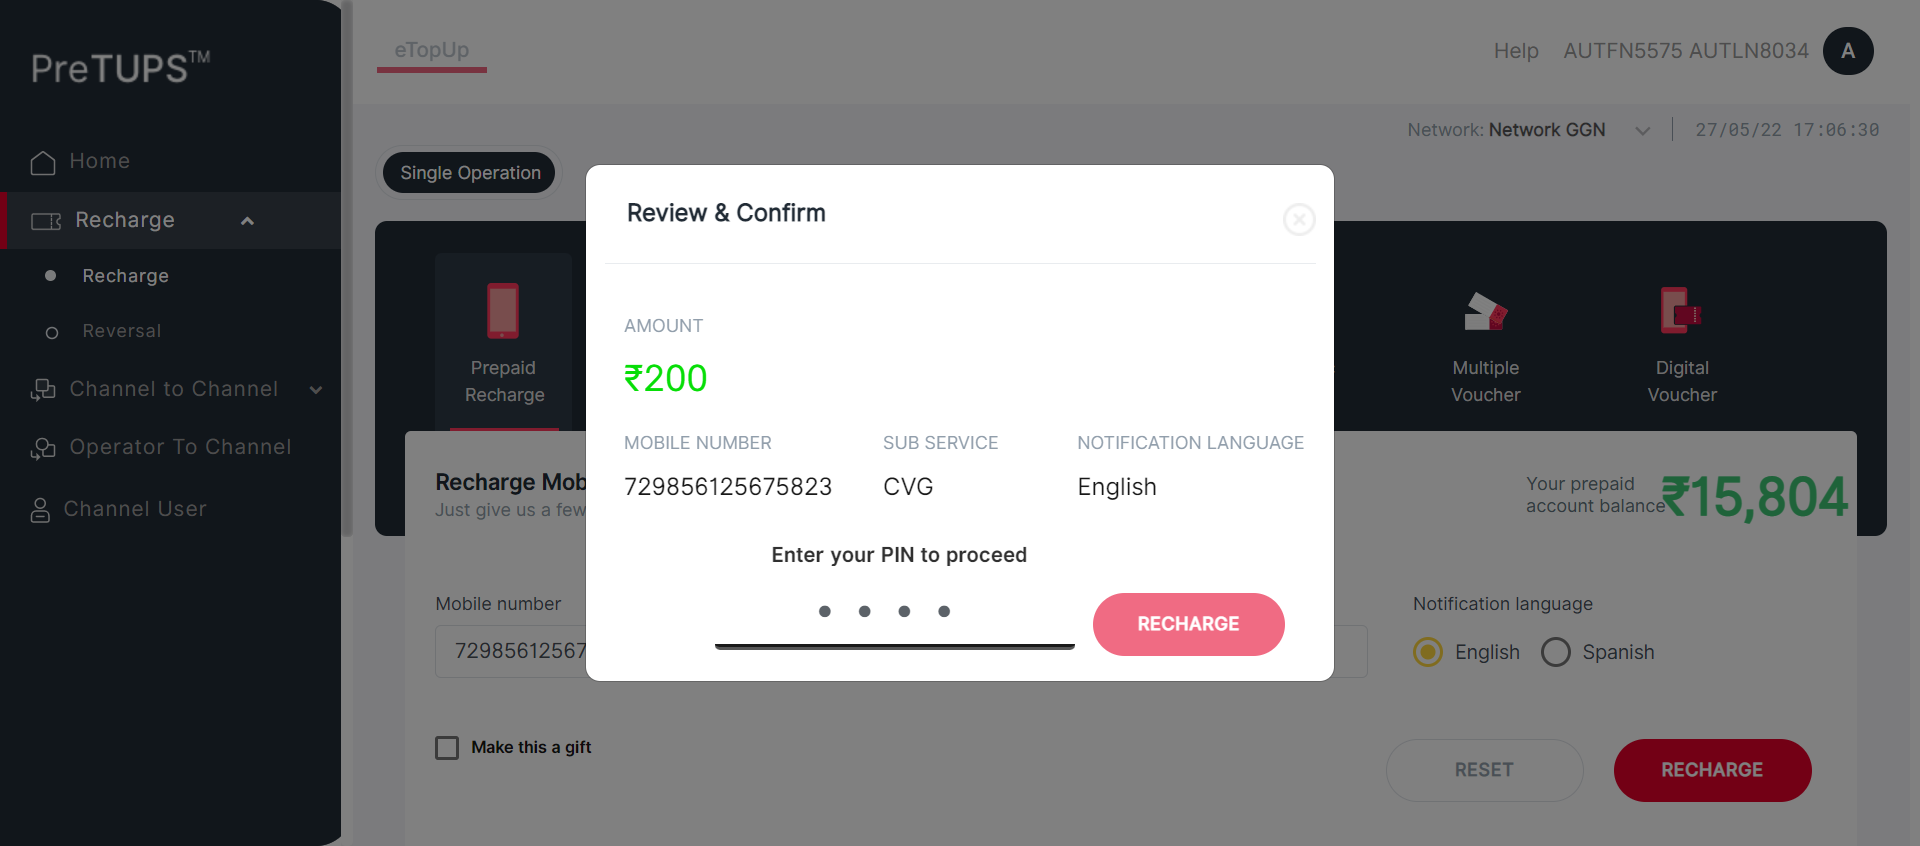 PreTUPS™
Home
Recharge
Recharge
Reversal
Channel to Channel
Operator To Channel
Channel User
eTopUp
Help AUTFN5575 AUTLN8034 A
Network: Network GGN 27/05/22 17:06:30
Single Operation
Prepaid
Recharge
Multiple
Voucher
Digital
Voucher
Recharge Mob
Just give us a few
Your prepaid
account balance
₹15,804
Mobile number
72985612567
Notification language
English Spanish
Make this a gift
RESET RECHARGE
Review & Confirm
AMOUNT
₹200
MOBILE NUMBER SUB SERVICE NOTIFICATION LANGUAGE
729856125675823 CVG English
Enter your PIN to proceed
RECHARGE